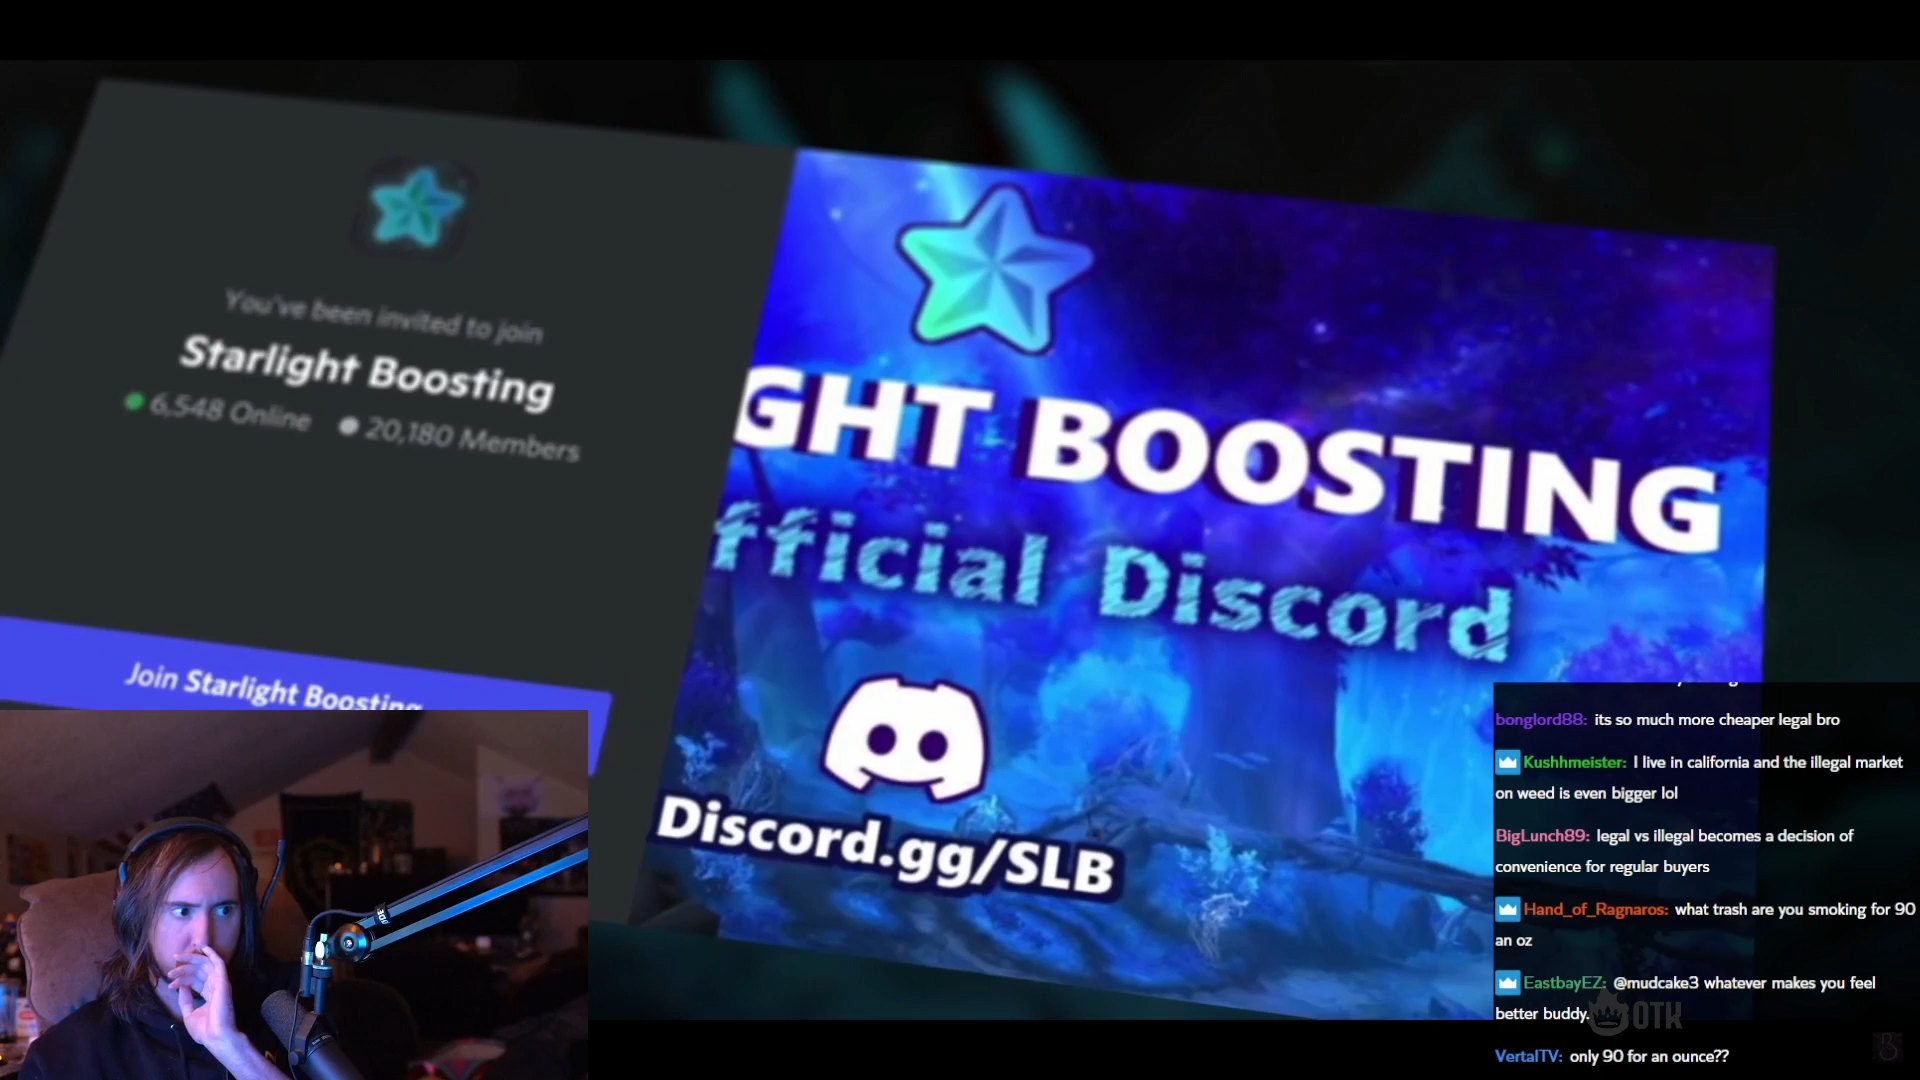 You've been invited to join
Starlight Boosting
6,548 Online 20,180 Members
Join Starlight Boosting
GHT BOOSTING
fficial Discord
Discord.gg/SLB
bonglord88: its so much more cheaper legal bro
Kushhmeister: I live in california and the illegal market
on weed is even bigger lol
BigLunch89: legal vs illegal becomes a decision of
convenience for regular buyers
Hand_of_Ragnaros: what trash are you smoking for 90
an oz
EastbayEZ: @mudcake3 whatever makes you feel
better buddy.
OTK
VertalTV: only 90 for an ounce??